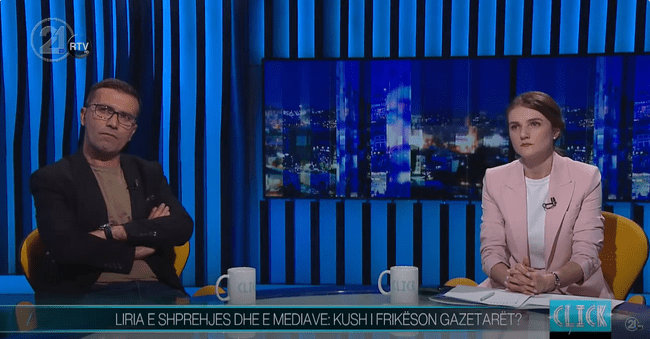 21
RTV
CLICK
CLICK
LIRIA E SHPREHJES DHE E MEDIAVE: KUSH I FRIKËSON GAZETARËT?
CLICK
21